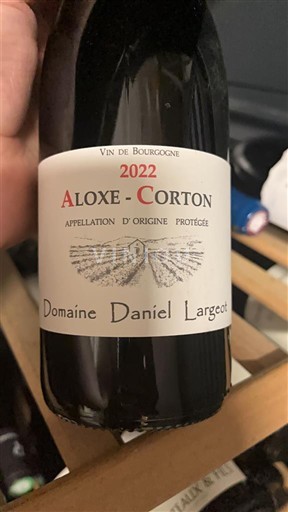 VIN DE BOURGOGNE
2022
ALOXE - CORTON
APPELLATION D'ORIGINE PROTÉGÉE
Domaine Daniel Largeot